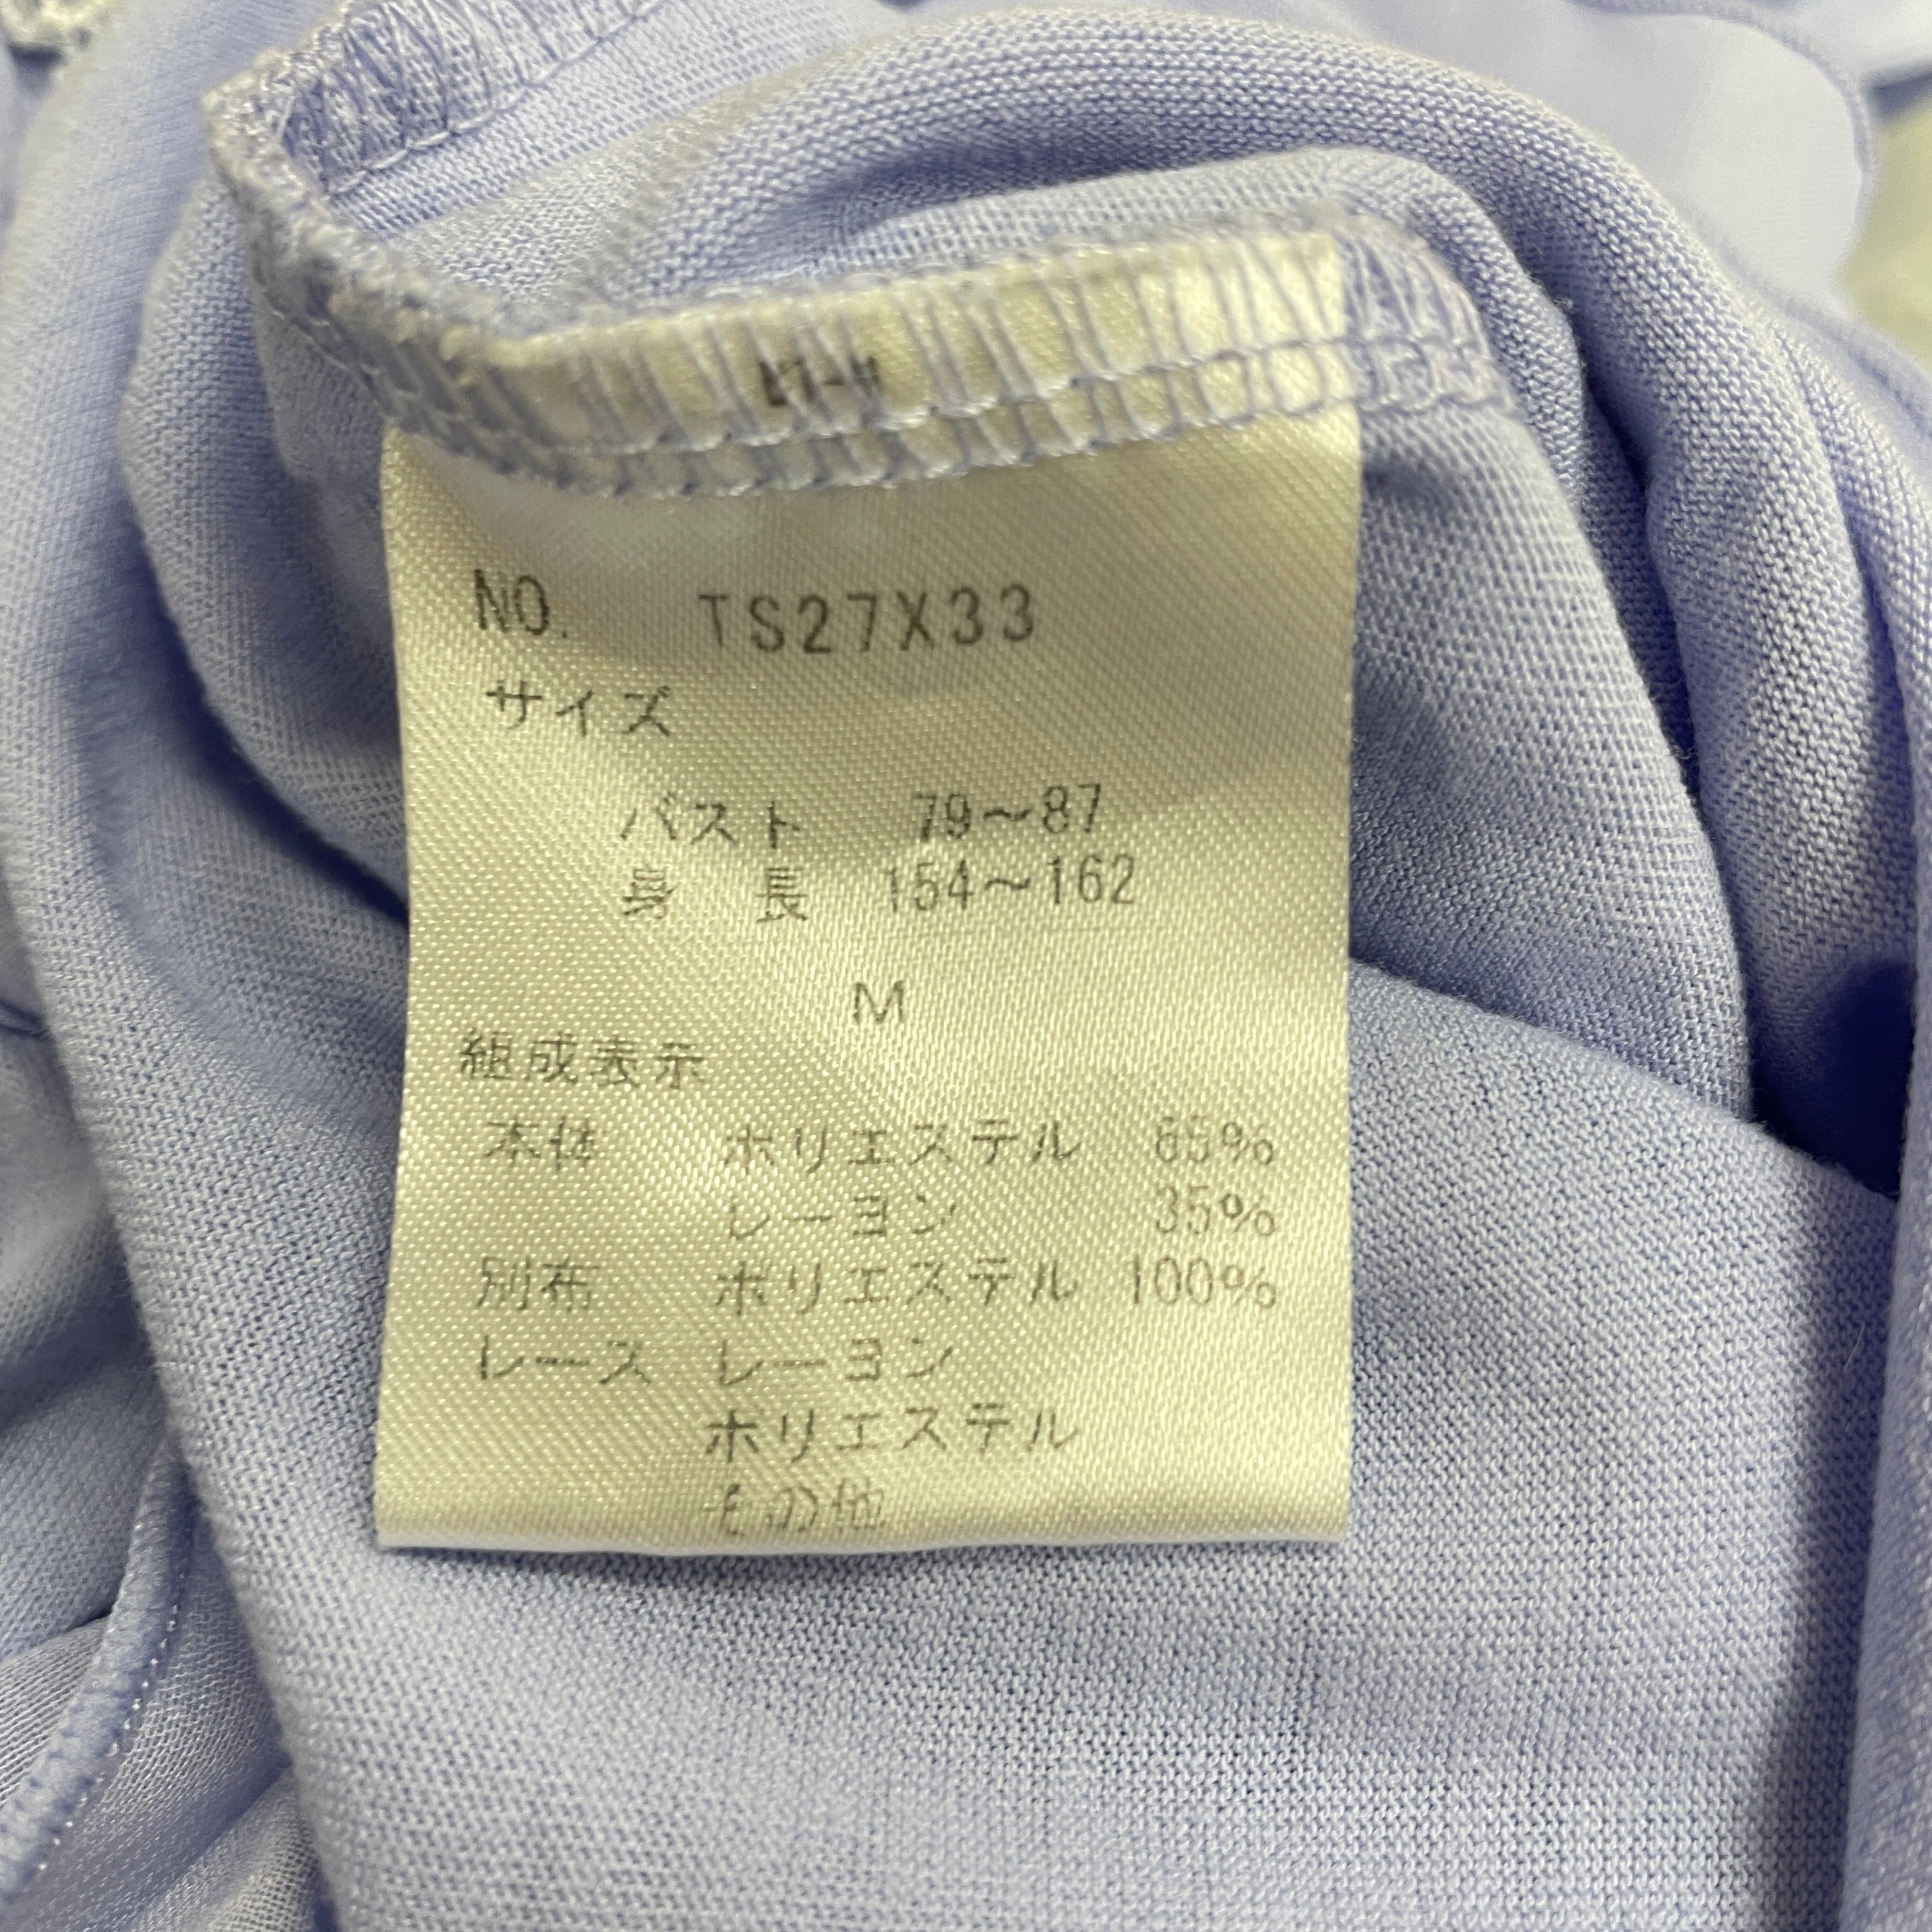 NO. TS27X33
サイズ
バスト 79～87
身長 154～162
M
組成表示
本体 ポリエステル 65%
レーヨン 35%
別布 ポリエステル 100%
レース レーヨン
ポリエステル
その他